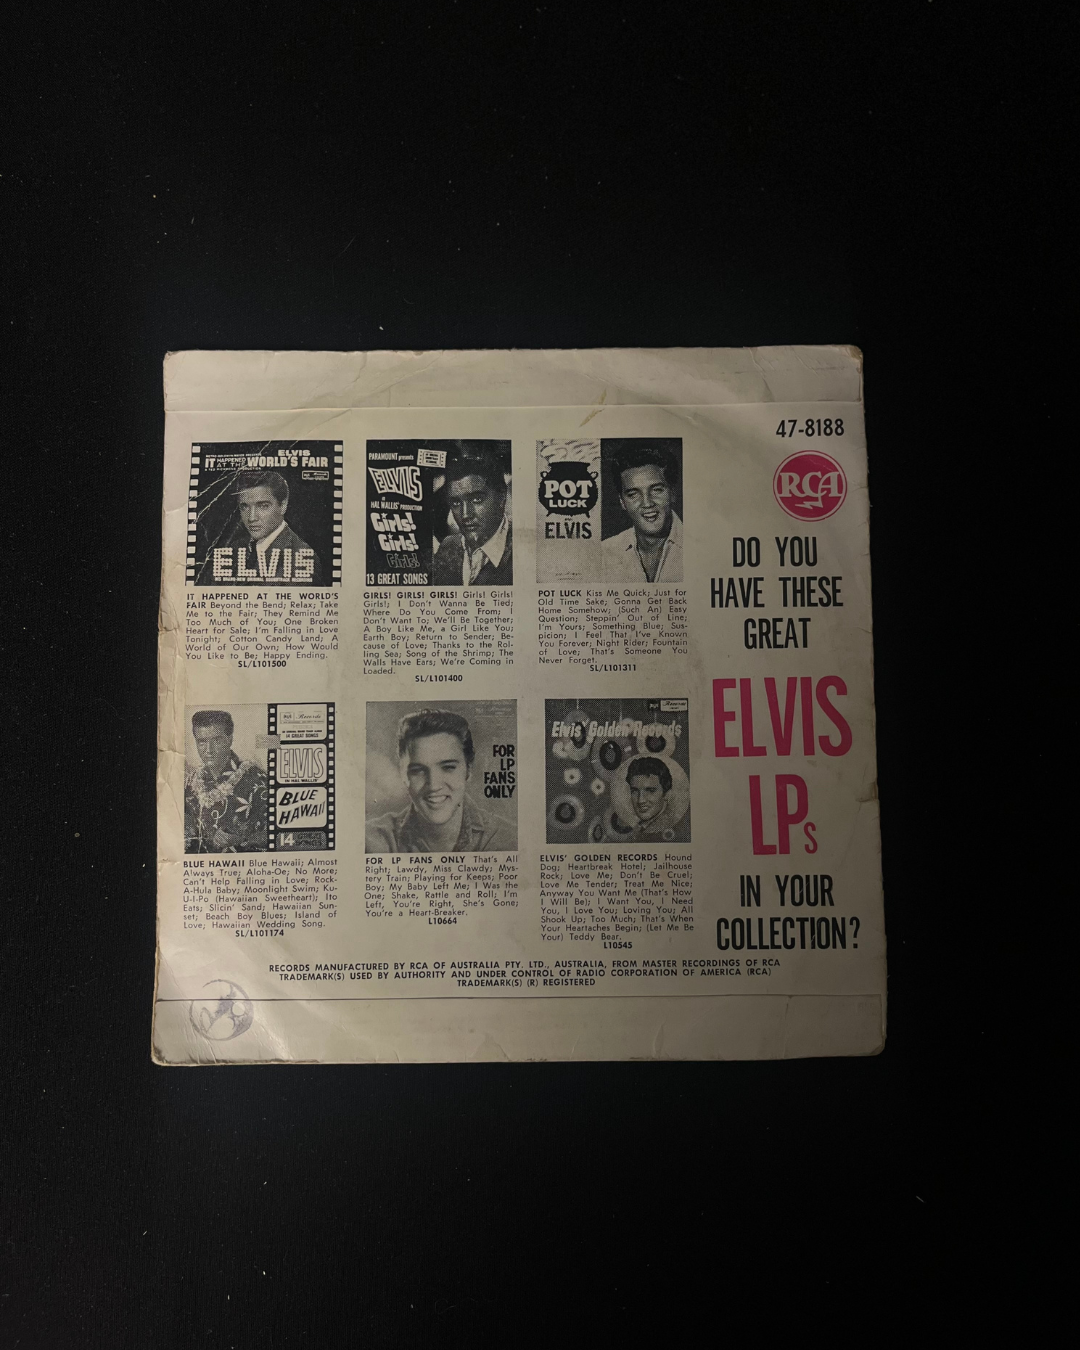 47-8188
RCA
DO YOU
HAVE THESE
GREAT
ELVIS
LPs
IN YOUR
COLLECTION?
ELVIS
IT HAPPENED
AT THE WORLD'S FAIR
ELVIS
IT HAPPENED AT THE WORLD'S
FAIR Beyond the Bend; Relax; Take
Me to the Fair; They Remind Me
Too Much of You; One Broken
Heart for Sale; I'm Falling in Love
Tonight; Cotton Candy Land; A
World of Our Own; How Would
You Like to Be; Happy Ending.
SL/L101500
PARAMOUNT presents
ELVIS
IN HAL WALLIS' PRODUCTION
Girls!
Girls!
Girls!
13 GREAT SONGS
GIRLS! GIRLS! GIRLS! Girls! Girls!
Girls!; I Don't Wanna Be Tied;
Where Do You Come From; I
Don't Want To; We'll Be Together;
A Boy Like Me, a Girl Like You;
Earth Boy; Return to Sender; Be-
cause of Love; Thanks to the Rol-
ling Sea; Song of the Shrimp; The
Walls Have Ears; We're Coming in
Loaded.
SL/L101400
POT
LUCK
ELVIS
POT LUCK Kiss Me Quick; Just for
Old Time Sake; Gonna Get Back
Home Somehow; (Such An) Easy
Question; Steppin' Out of Line;
I'm Yours; Something Blue; Sus-
picion; I Feel That I've Known
You Forever; Night Rider; Fountain
of Love; That's Someone You
Never Forget.
SL/L101311
14 GREAT SONGS
ELVIS
IN HAL WALLIS'
BLUE
HAWAII
14
BLUE HAWAII Blue Hawaii; Almost
Always True; Aloha-Oe; No More;
Can't Help Falling in Love; Rock-
A-Hula Baby; Moonlight Swim; Ku-
U-I-Po (Hawaiian Sweetheart); Ito
Eats; Slicin' Sand; Hawaiian Sun-
set; Beach Boy Blues; Island of
Love; Hawaiian Wedding Song.
SL/L101174
FOR
LP
FANS
ONLY
FOR LP FANS ONLY That's All
Right; Lawdy, Miss Clawdy; Mys-
tery Train; Playing for Keeps; Poor
Boy; My Baby Left Me; I Was the
One; Shake, Rattle and Roll; I'm
Left, You're Right, She's Gone;
You're a Heart-Breaker.
L10664
Elvis' Golden Records
ELVIS' GOLDEN RECORDS Hound
Dog; Heartbreak Hotel; Jailhouse
Rock; Love Me; Don't Be Cruel;
Love Me Tender; Treat Me Nice;
Anyway You Want Me (That's How
I Will Be); I Want You, I Need
You, I Love You; Loving You; All
Shook Up; Too Much; That's When
Your Heartaches Begin; (Let Me Be
Your) Teddy Bear.
L10545
RECORDS MANUFACTURED BY RCA OF AUSTRALIA PTY. LTD., AUSTRALIA, FROM MASTER RECORDINGS OF RCA
TRADEMARK(S) USED BY AUTHORITY AND UNDER CONTROL OF RADIO CORPORATION OF AMERICA (RCA)
TRADEMARK(S) (R) REGISTERED